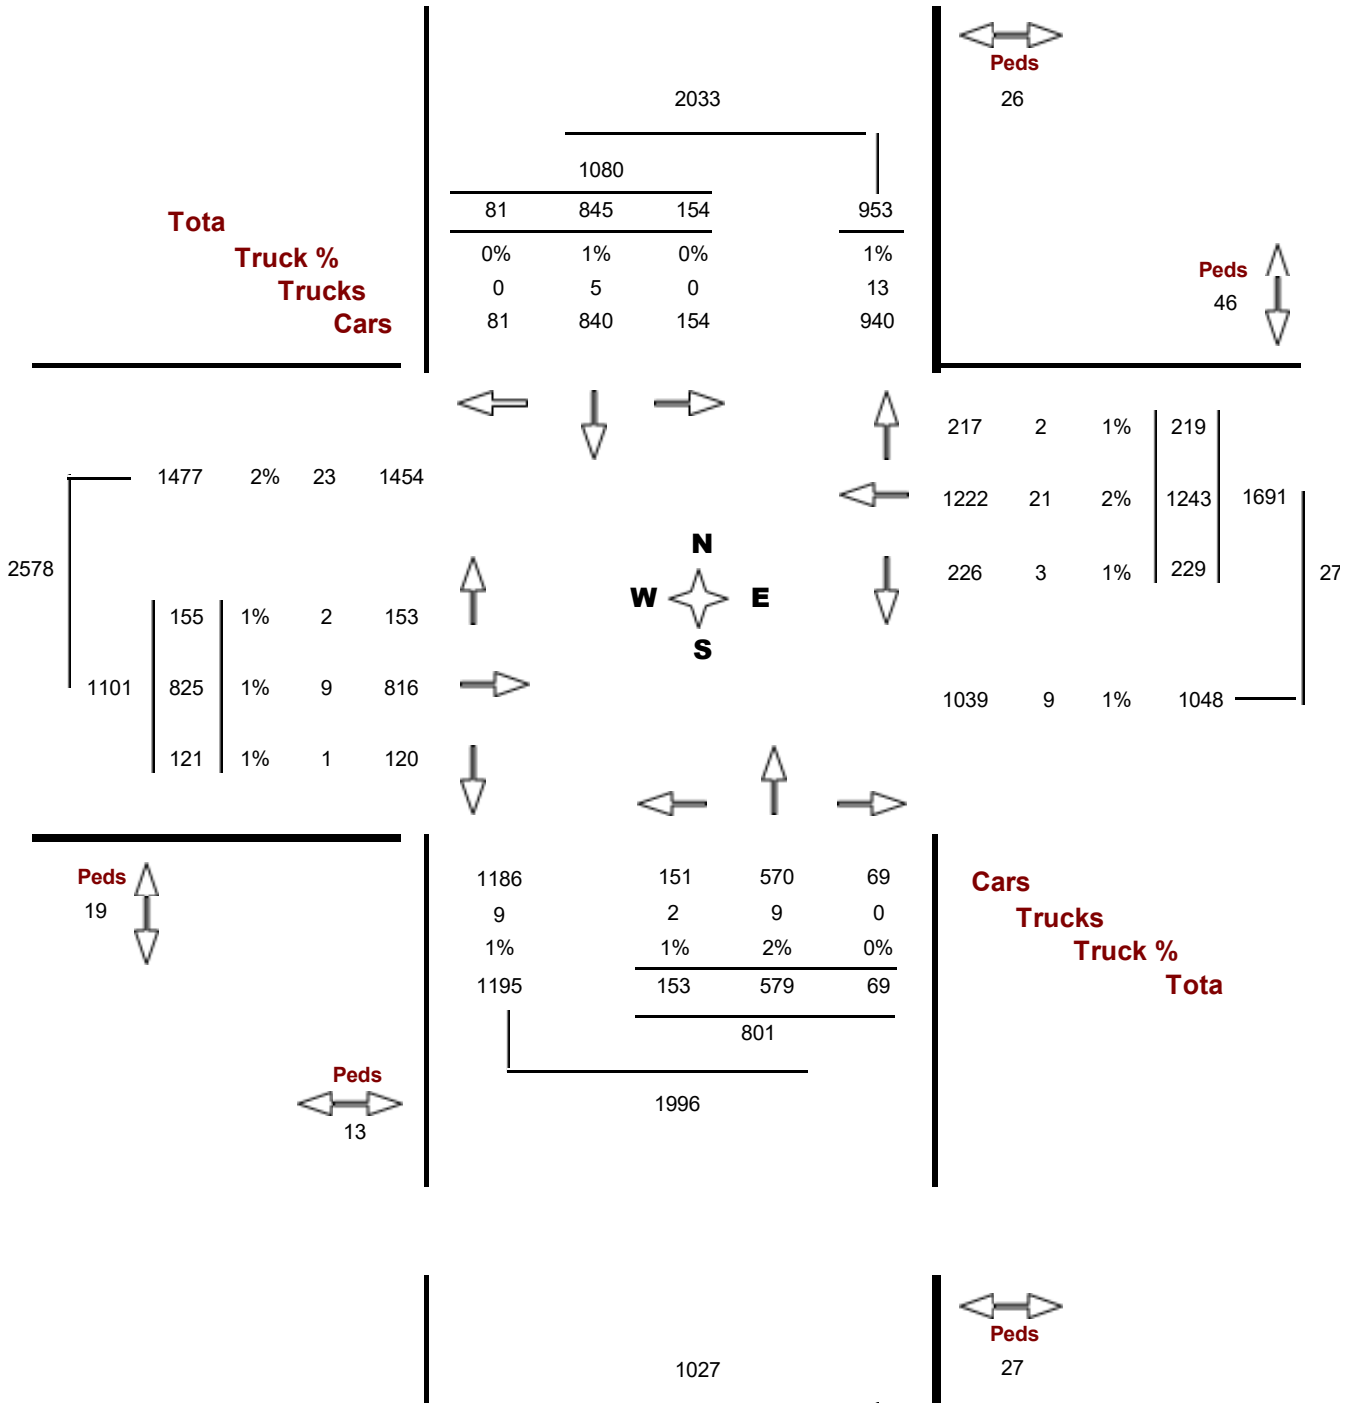 Peds
2033 26
1080
Tota 81 845 154 953
Truck % 0% 1% 0% 1%
Peds
Trucks 0 5 0 13 46
Cars 81 840 154 940
217 2 1% 219
1477 2% 23 1454
1222 21 2% 1243 1691
N
2578 226 3 1% 229 27
W E
155 1% 2 153
S
1101 825 1% 9 816
1039 9 1% 1048
121 1% 1 120
Peds 1186 151 570 69 Cars
19 9 2 9 0 Trucks
1% 1% 2% 0% Truck %
1195 153 579 69 Tota
801
Peds
1996
13
Peds
1027 27